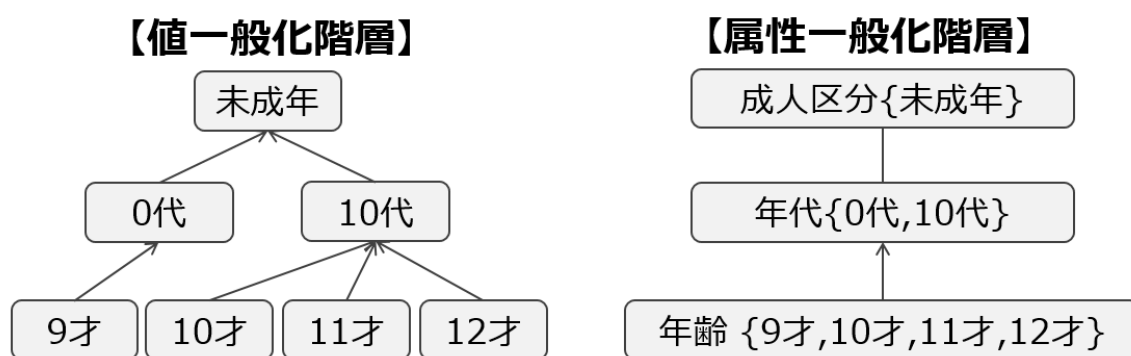 【値一般化階層】
未成年
0代
10代
9才
10才
11才
12才
【属性一般化階層】
成人区分{未成年}
年代{0代,10代}
年齢 {9才,10才,11才,12才}